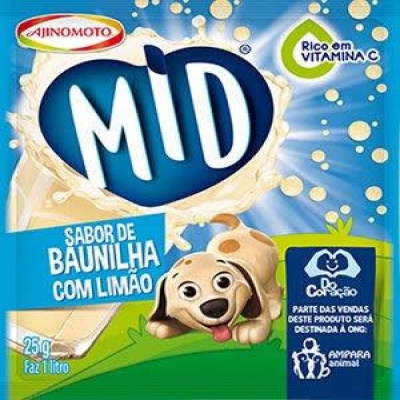 AJINOMOTO
Rico em
VITAMINA C
MID®
SABOR DE
BAUNILHA
COM LIMÃO
Do
Coração
PARTE DAS VENDAS
DESTE PRODUTO SERÁ
DESTINADA À ONG:
AMPARA
animal
25g
Faz 1 litro